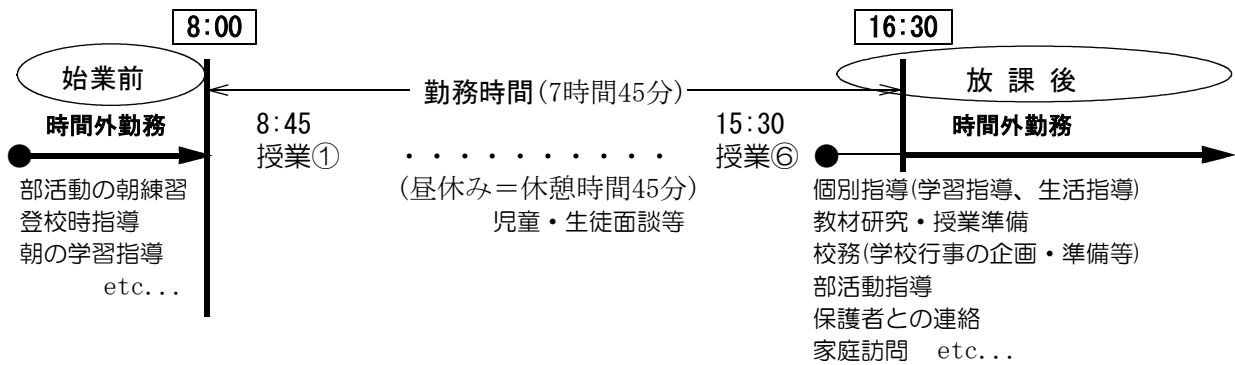 8:00 16:30
始業前 勤務時間(7時間45分) 放課後
時間外勤務 8:45 15:30 時間外勤務
授業① ・・・・・・・・・・ 授業⑥
部活動の朝練習 (昼休み＝休憩時間45分) 個別指導(学習指導、生活指導)
登校時指導 児童・生徒面談等 教材研究・授業準備
朝の学習指導 校務(学校行事の企画・準備等)
etc... 部活動指導
保護者との連絡
家庭訪問 etc...